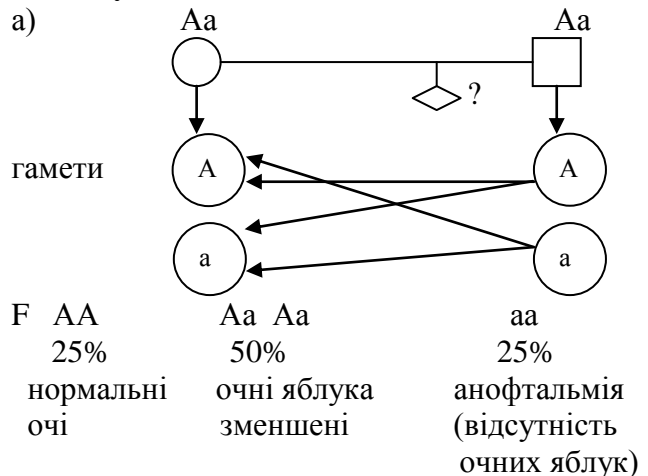 а)
Аа Аа
?
гамети А А
а а
F АА Аа Аа аа
25% 50% 25%
нормальні очні яблука анофтальмія
очі зменшені (відсутність
очних яблук)